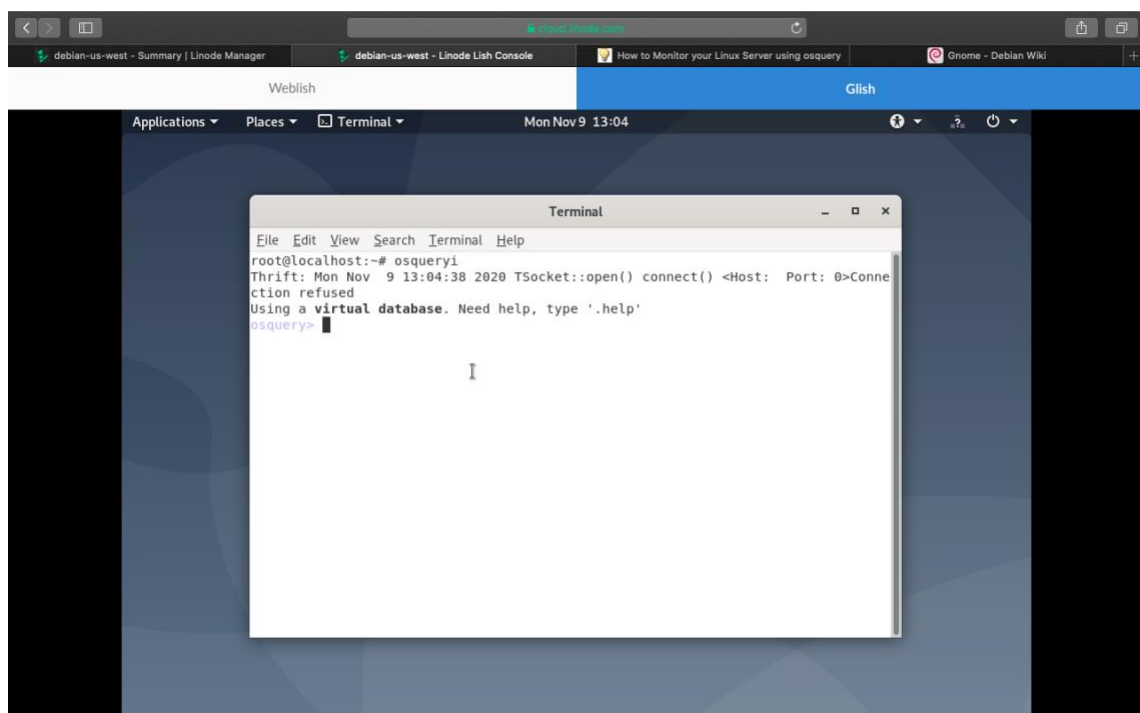 cloud.linode.com
debian-us-west - Summary | Linode Manager
debian-us-west - Linode Lish Console
How to Monitor your Linux Server using osquery
Gnome - Debian Wiki
Weblish
Glish
Applications Places Terminal Mon Nov 9 13:04
Terminal
File Edit View Search Terminal Help
root@localhost:~# osqueryi
Thrift: Mon Nov  9 13:04:38 2020 TSocket::open() connect() <Host:  Port: 0>Conne
ction refused
Using a virtual database. Need help, type '.help'
osquery>